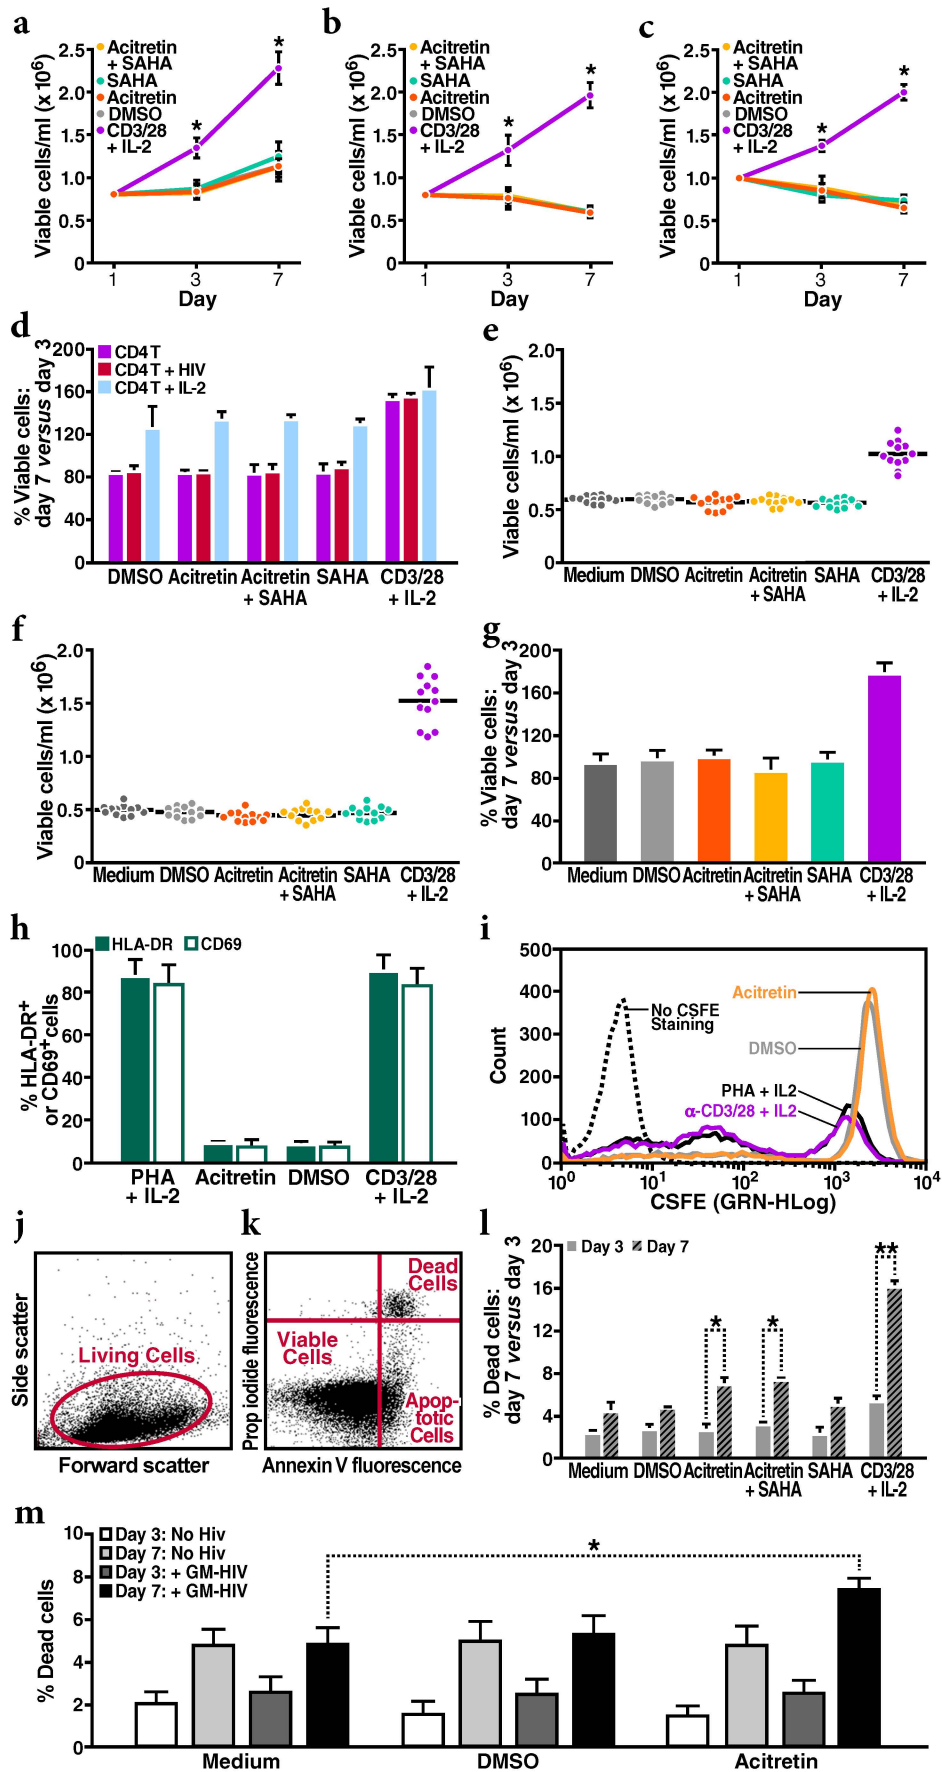 a
Viable cells/ml (x 10⁶)
2.5
2.0
1.5
1.0
0.5
0
Acitretin
+ SAHA
SAHA
Acitretin
DMSO
CD3/28
+ IL-2
*
*
1
3
7
Day
b
Viable cells/ml (x 10⁶)
2.5
2.0
1.5
1.0
0.5
0
Acitretin
+ SAHA
SAHA
Acitretin
DMSO
CD3/28
+ IL-2
*
*
1
3
7
Day
c
Viable cells/ml (x 10⁶)
2.5
2.0
1.5
1.0
0.5
0
Acitretin
+ SAHA
SAHA
Acitretin
DMSO
CD3/28
+ IL-2
*
*
1
3
7
Day
d
% Viable cells:
day 7 versus day 3
200
160
120
80
40
0
CD4 T
CD4 T + HIV
CD4 T + IL-2
DMSO
Acitretin
Acitretin
+ SAHA
SAHA
CD3/28
+ IL-2
e
Viable cells/ml (x 10⁶)
2.0
1.5
1.0
0.5
0
Medium
DMSO
Acitretin
Acitretin
+ SAHA
SAHA
CD3/28
+ IL-2
f
Viable cells/ml (x 10⁶)
2.0
1.5
1.0
0.5
0
Medium
DMSO
Acitretin
Acitretin
+ SAHA
SAHA
CD3/28
+ IL-2
g
% Viable cells:
day 7 versus day 3
200
160
120
80
40
0
Medium
DMSO
Acitretin
Acitretin
+ SAHA
SAHA
CD3/28
+ IL-2
h
% HLA-DR⁺
or CD69⁺ cells
100
80
60
40
20
0
HLA-DR
CD69
PHA
+ IL-2
Acitretin
DMSO
CD3/28
+ IL-2
i
Count
500
400
300
200
100
0
No CSFE
Staining
Acitretin
DMSO
PHA + IL2
α-CD3/28 + IL2
10⁰
10¹
10²
10³
10⁴
CSFE (GRN-HLog)
j
Side scatter
Living Cells
Forward scatter
k
Prop iodide fluorescence
Dead
Cells
Viable
Cells
Apop-
totic
Cells
Annexin V fluorescence
l
% Dead cells:
day 7 versus day 3
20
16
12
8
4
0
Day 3
Day 7
*
*
**
Medium
DMSO
Acitretin
Acitretin
+ SAHA
SAHA
CD3/28
+ IL-2
m
% Dead cells
10
8
6
4
2
0
Day 3: No Hiv
Day 7: No Hiv
Day 3: + GM-HIV
Day 7: + GM-HIV
*
Medium
DMSO
Acitretin